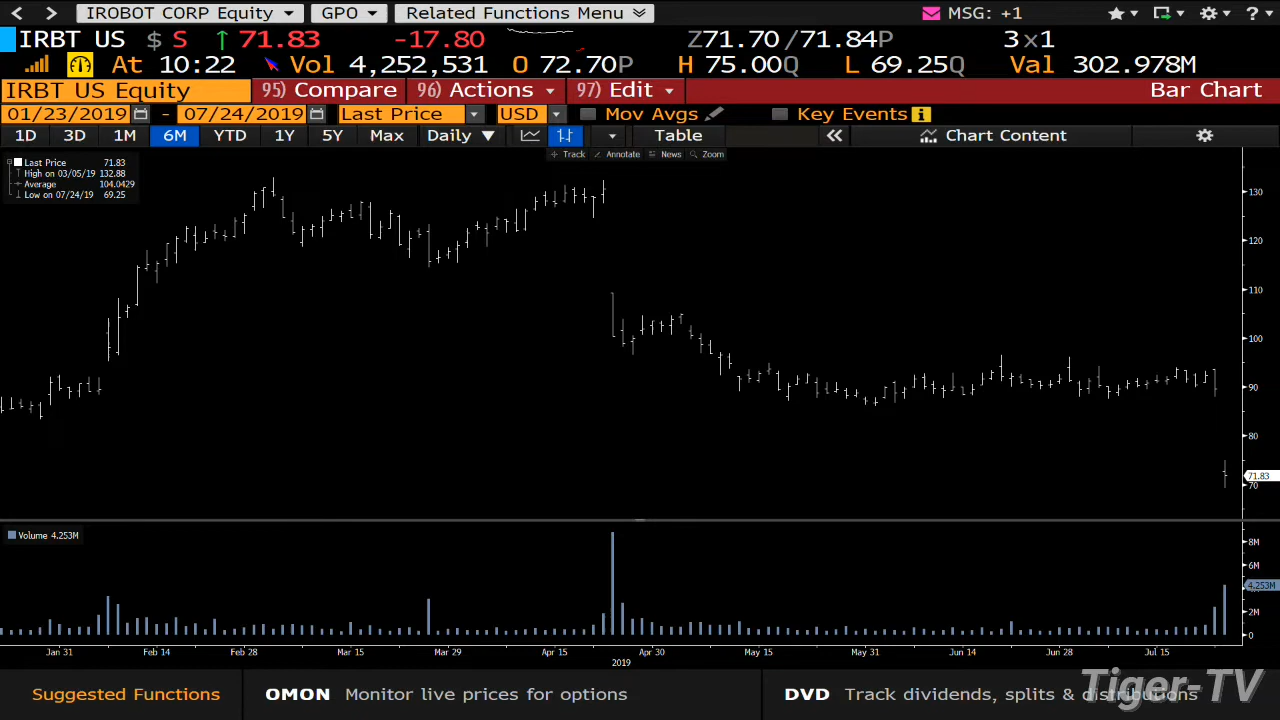 IROBOT CORP Equity GPO Related Functions Menu MSG: +1 ?
IRBT US $ S ↑ 71.83 -17.80 Z71.70/71.84P 3x1
At 10:22 Vol 4,252,531 O 72.70P H 75.00Q L 69.25Q Val 302.978M
IRBT US Equity 95) Compare 96) Actions 97) Edit Bar Chart
01/23/2019 - 07/24/2019 Last Price USD Mov Avgs Key Events i
1D 3D 1M 6M YTD 1Y 5Y Max Daily ▼ Table « Chart Content
Track Annotate News Zoom
Last Price 71.83
High on 03/05/19 132.88
Average 104.0429
Low on 07/24/19 69.25
130
120
110
100
90
80
71.83
70
Volume 4.253M
8M
6M
4.253M
2M
0
Jan 31 Feb 14 Feb 28 Mar 15 Mar 29 Apr 15 Apr 30 May 15 May 31 Jun 14 Jun 28 Jul 15
2019
Suggested Functions OMON Monitor live prices for options DVD Track dividends, splits & distributions
Tiger-TV